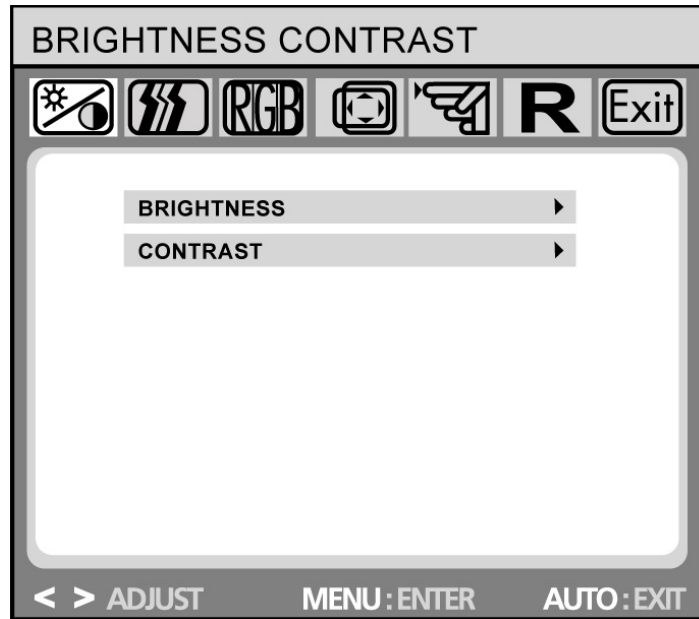 BRIGHTNESS CONTRAST
RGB R Exit
BRIGHTNESS
CONTRAST
< > ADJUST MENU : ENTER AUTO : EXIT